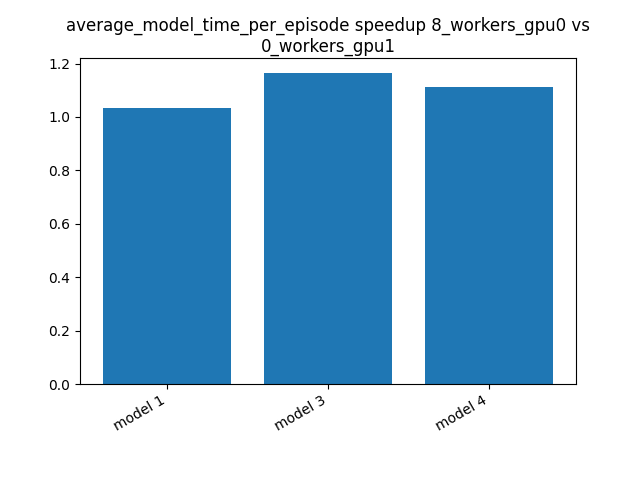 average_model_time_per_episode speedup 8_workers_gpu0 vs
0_workers_gpu1
1.2
1.0
0.8
0.6
0.4
0.2
0.0
model 1
model 3
model 4